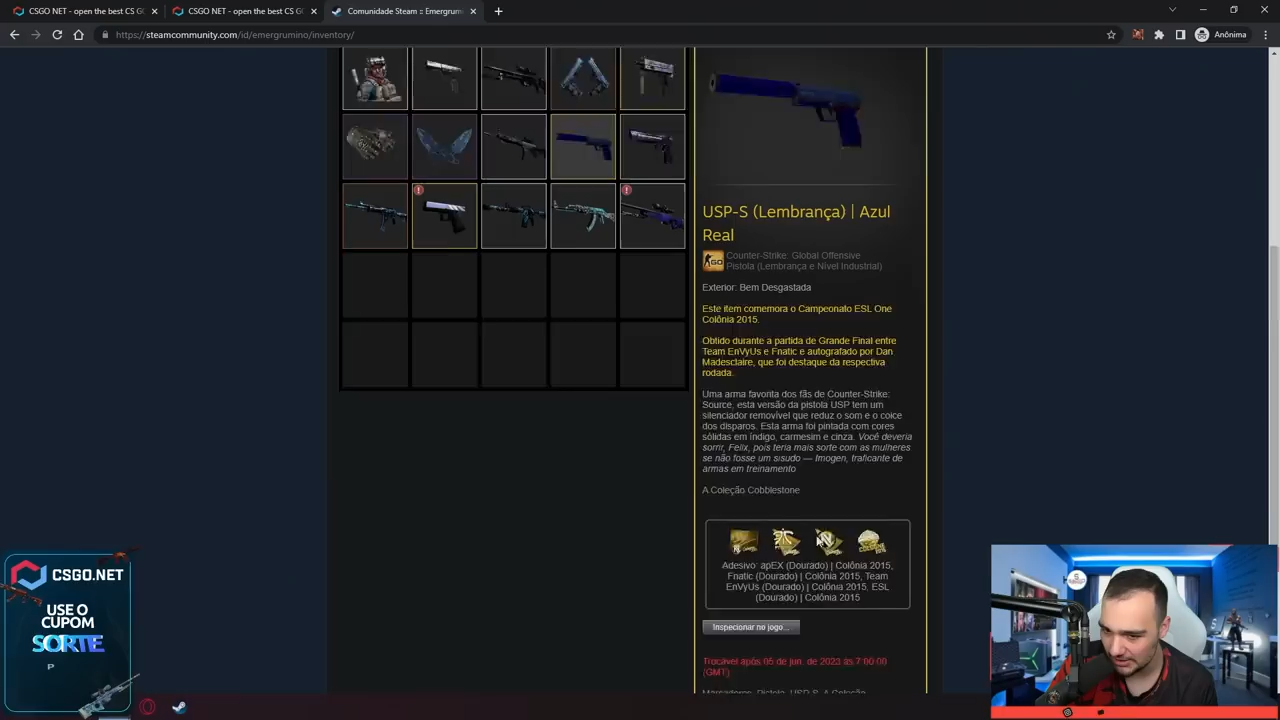 CSGO NET - open the best CS G
CSGO NET - open the best CS G
Comunidade Steam :: Emergrum
https://steamcommunity.com/id/emergrumino/inventory/
Anônima
USP-S (Lembrança) | Azul
Real
Counter-Strike: Global Offensive
Pistola (Lembrança e Nível Industrial)
Exterior: Bem Desgastada
Este item comemora o Campeonato ESL One
Colônia 2015.
Obtido durante a partida de Grande Final entre
Team EnVyUs e Fnatic e autografado por Dan
Madesclaire, que foi destaque da respectiva
rodada.
Uma arma favorita dos fãs de Counter-Strike:
Source, esta versão da pistola USP tem um
silenciador removível que reduz o som e o coice
dos disparos. Esta arma foi pintada com cores
sólidas em índigo, carmesim e cinza. Você deveria
sorrir, Felix, pois teria mais sorte com as mulheres
se não fosse um sisudo — Imogen, traficante de
armas em treinamento
A Coleção Cobblestone
Adesivo: apEX (Dourado) | Colônia 2015,
Fnatic (Dourado) | Colônia 2015, Team
EnVyUs (Dourado) | Colônia 2015, ESL
(Dourado) | Colônia 2015
Inspecionar no jogo...
Trocável após 05 de jun. de 2023 às 7:00:00
(GMT)
Marcadores: Pistola, USP-S, A Coleção
CSGO.NET
USE O
CUPOM
SORTE
P